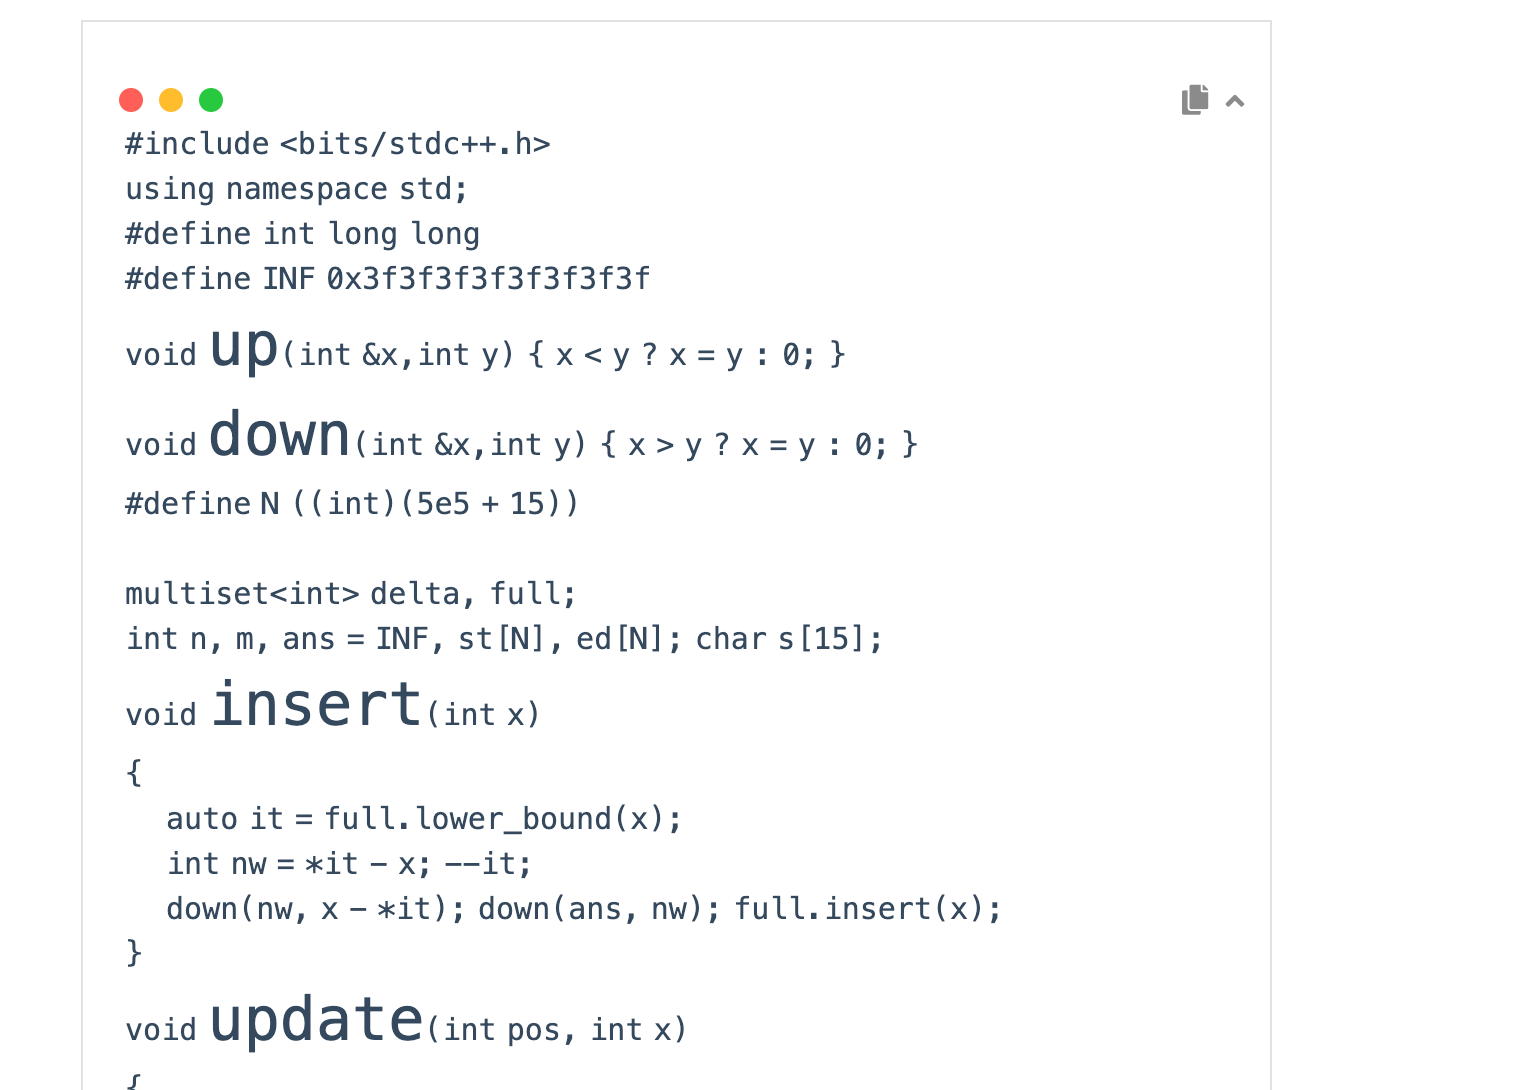 #include <bits/stdc++.h>
using namespace std;
#define int long long
#define INF 0x3f3f3f3f3f3f3f3f
void up(int &x,int y) { x < y ? x = y : 0; }
void down(int &x,int y) { x > y ? x = y : 0; }
#define N ((int)(5e5 + 15))
multiset<int> delta, full;
int n, m, ans = INF, st[N], ed[N]; char s[15];
void insert(int x)
{
    auto it = full.lower_bound(x);
    int nw = *it - x; --it;
    down(nw, x - *it); down(ans, nw); full.insert(x);
}
void update(int pos, int x)
{